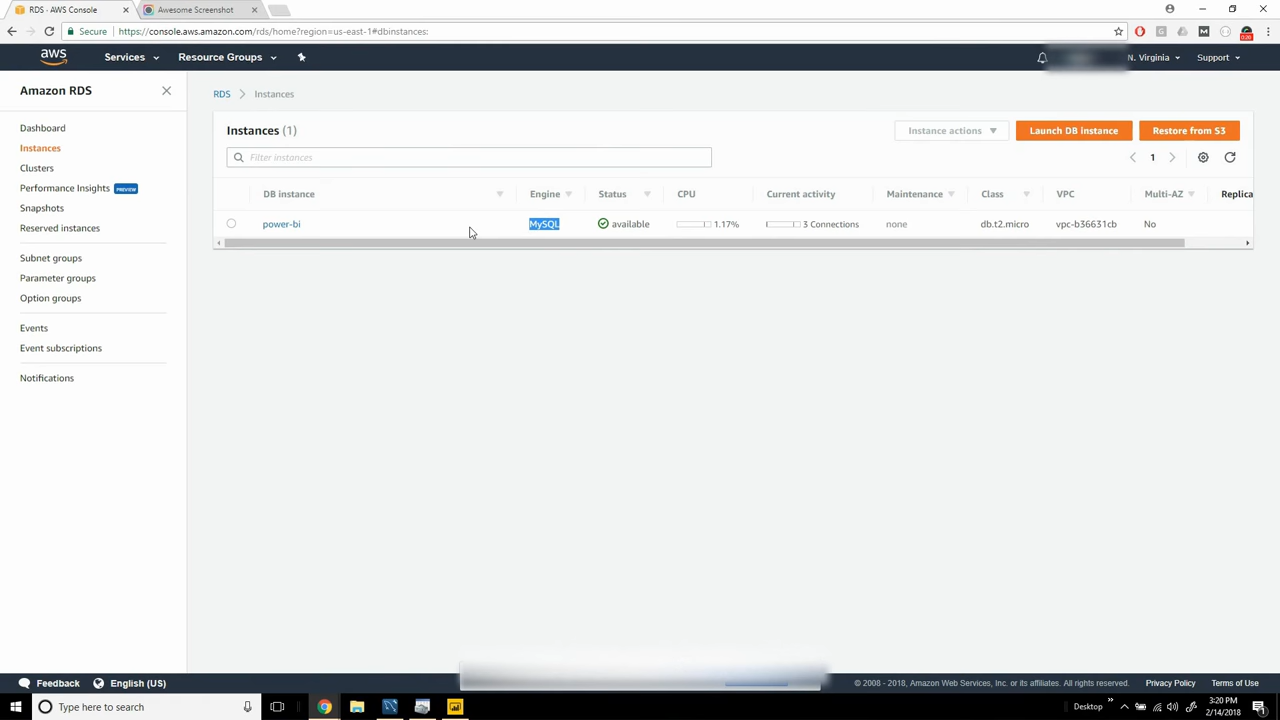 RDS · AWS Console
Awesome Screenshot
Secure
https://console.aws.amazon.com/rds/home?region=us-east-1#dbinstances:
0:26
aws
Services
Resource Groups
N. Virginia
Support
Amazon RDS
Dashboard
Instances
Clusters
Performance Insights PREVIEW
Snapshots
Reserved instances
Subnet groups
Parameter groups
Option groups
Events
Event subscriptions
Notifications
RDS > Instances
Instances (1)
Instance actions
Launch DB instance
Restore from S3
Filter instances
1
DB instance Engine Status CPU Current activity Maintenance Class VPC Multi-AZ Replica
power-bi MySQL available 1.17% 3 Connections none db.t2.micro vpc-b36631cb No
Feedback
English (US)
© 2008 - 2018, Amazon Web Services, Inc. or its affiliates. All rights reserved.
Privacy Policy
Terms of Use
Type here to search
Desktop
3:20 PM
2/14/2018
1